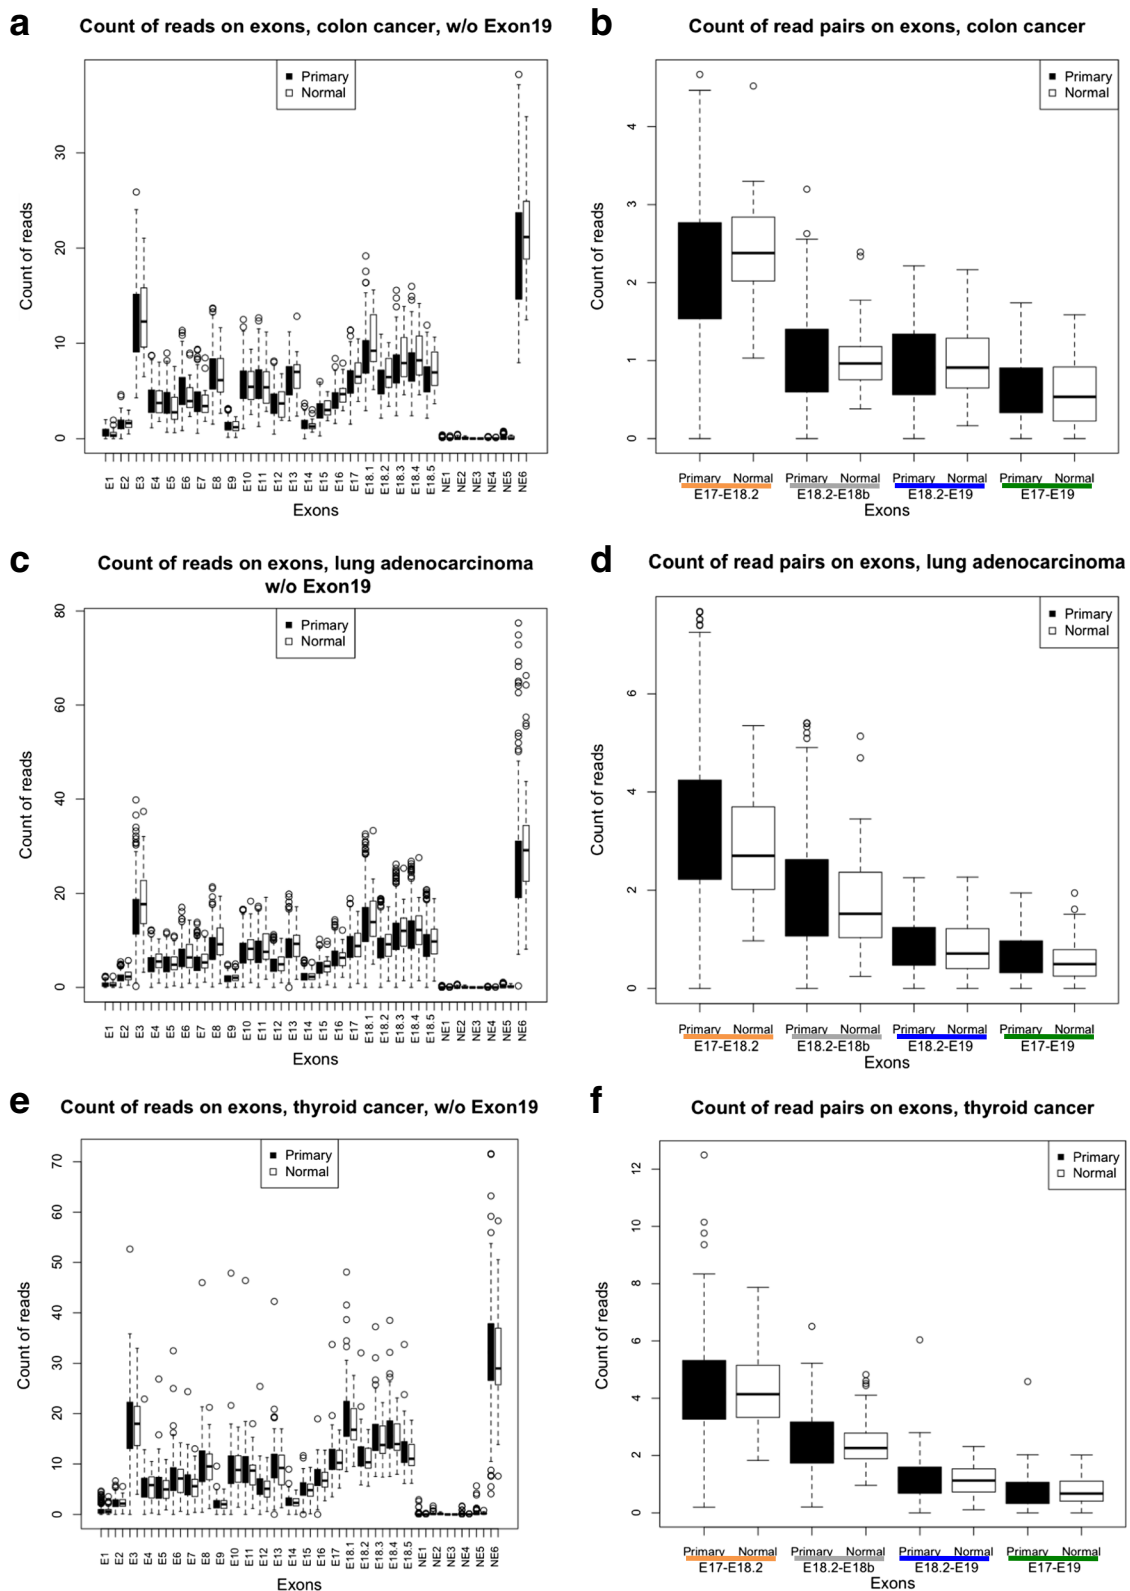 a
Count of reads on exons, colon cancer, w/o Exon19
Primary
Normal
Count of reads
0
10
20
30
E1
E2
E3
E4
E5
E6
E7
E8
E9
E10
E11
E12
E13
E14
E15
E16
E17
E18.1
E18.2
E18.3
E18.4
E18.5
NE1
NE2
NE3
NE4
NE5
NE6
Exons
b
Count of read pairs on exons, colon cancer
Primary
Normal
Count of reads
0
1
2
3
4
Primary Normal Primary Normal Primary Normal Primary Normal
E17-E18.2 E18.2-E18b E18.2-E19 E17-E19
Exons
c
Count of reads on exons, lung adenocarcinoma
w/o Exon19
Primary
Normal
Count of reads
0
20
40
60
80
E1
E2
E3
E4
E5
E6
E7
E8
E9
E10
E11
E12
E13
E14
E15
E16
E17
E18.1
E18.2
E18.3
E18.4
E18.5
NE1
NE2
NE3
NE4
NE5
NE6
Exons
d
Count of read pairs on exons, lung adenocarcinoma
Primary
Normal
Count of reads
0
2
4
6
Primary Normal Primary Normal Primary Normal Primary Normal
E17-E18.2 E18.2-E18b E18.2-E19 E17-E19
Exons
e
Count of reads on exons, thyroid cancer, w/o Exon19
Primary
Normal
Count of reads
0
10
20
30
40
50
60
70
E1
E2
E3
E4
E5
E6
E7
E8
E9
E10
E11
E12
E13
E14
E15
E16
E17
E18.1
E18.2
E18.3
E18.4
E18.5
NE1
NE2
NE3
NE4
NE5
NE6
Exons
f
Count of read pairs on exons, thyroid cancer
Primary
Normal
Count of reads
0
2
4
6
8
10
12
Primary Normal Primary Normal Primary Normal Primary Normal
E17-E18.2 E18.2-E18b E18.2-E19 E17-E19
Exons